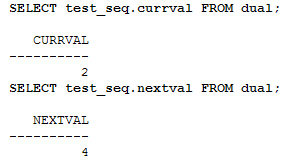 SELECT test_seq.currval FROM dual;
CURRVAL
----------
2
SELECT test_seq.nextval FROM dual;
NEXTVAL
----------
4